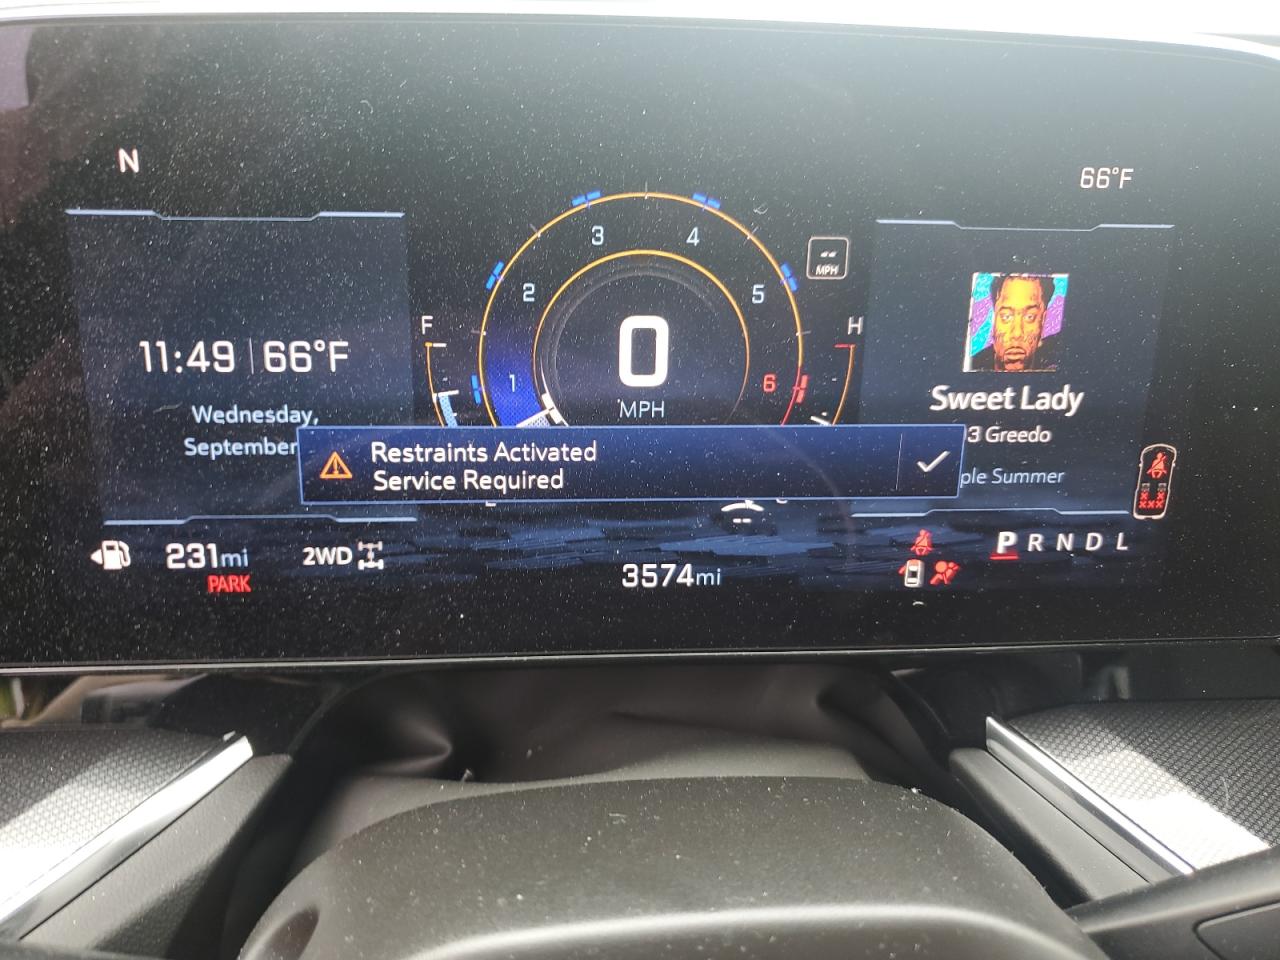 N
66°F
11:49 | 66°F
Wednesday,
September
F
H
1
2
3
4
5
6
0
MPH
-- MPH
Restraints Activated
Service Required
Sweet Lady
3 Greedo
ple Summer
231mi
PARK
2WD
3574mi
--
P R N D L